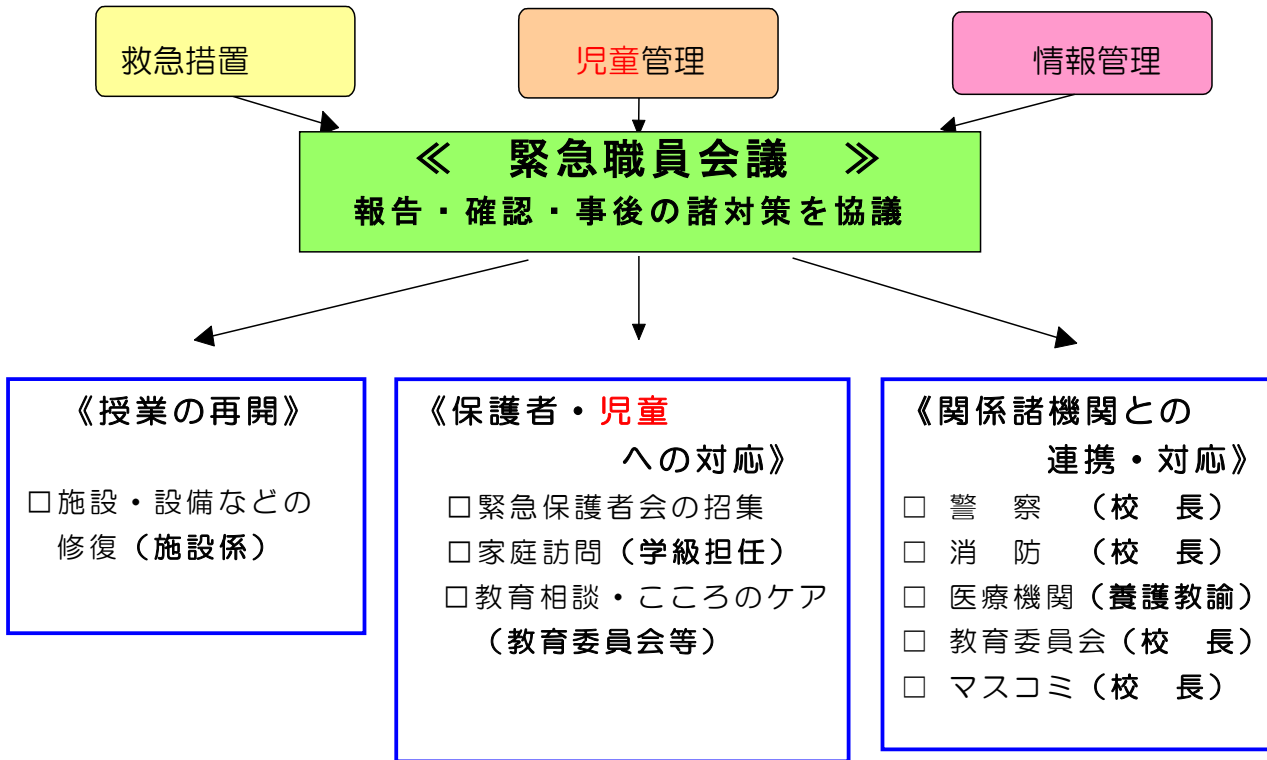 救急措置
児童管理
情報管理
≪　緊急職員会議　≫
報告・確認・事後の諸対策を協議
《授業の再開》
□施設・設備などの
修復（施設係）
《保護者・児童
への対応》
□緊急保護者会の招集
□家庭訪問（学級担任）
□教育相談・こころのケア
（教育委員会等）
《関係諸機関との
連携・対応》
□　警　察　（校　長）
□　消　防　（校　長）
□　医療機関（養護教諭）
□　教育委員会（校　長）
□　マスコミ（校　長）